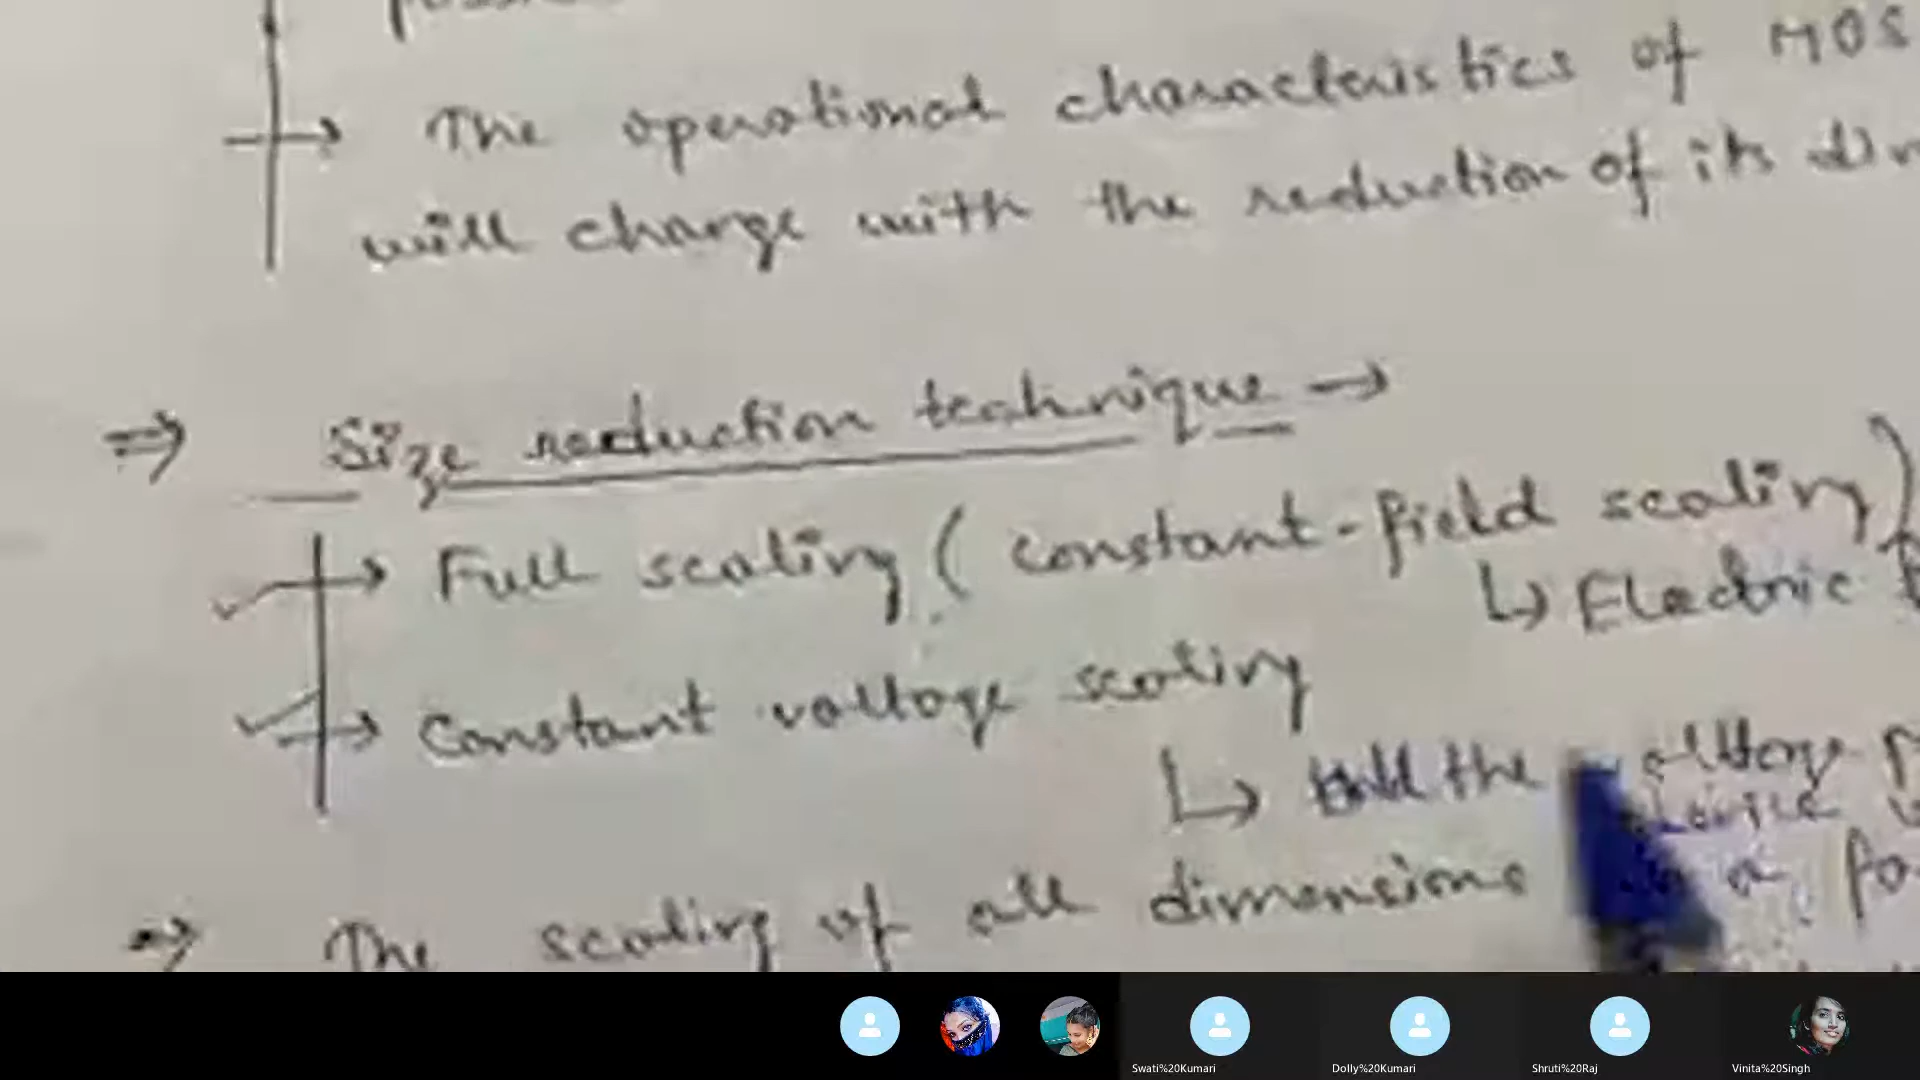 The operational characteristics of MOS
will change with the reduction of its
⇒ Size reduction technique →
→ Full scaling (constant-field scaling)
↳ Electric
→ Constant voltage scaling
↳ the
⇒ The scaling of all dimensions
Swati%20Kumari
Dolly%20Kumari
Shruti%20Raj
Vinita%20Singh